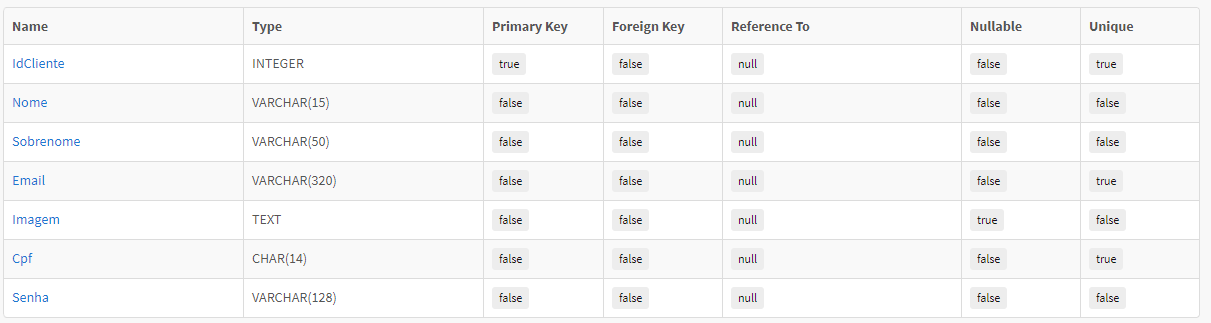 Name Type Primary Key Foreign Key Reference To Nullable Unique
IdCliente INTEGER true false null false true
Nome VARCHAR(15) false false null false false
Sobrenome VARCHAR(50) false false null false false
Email VARCHAR(320) false false null false true
Imagem TEXT false false null true false
Cpf CHAR(14) false false null false true
Senha VARCHAR(128) false false null false false